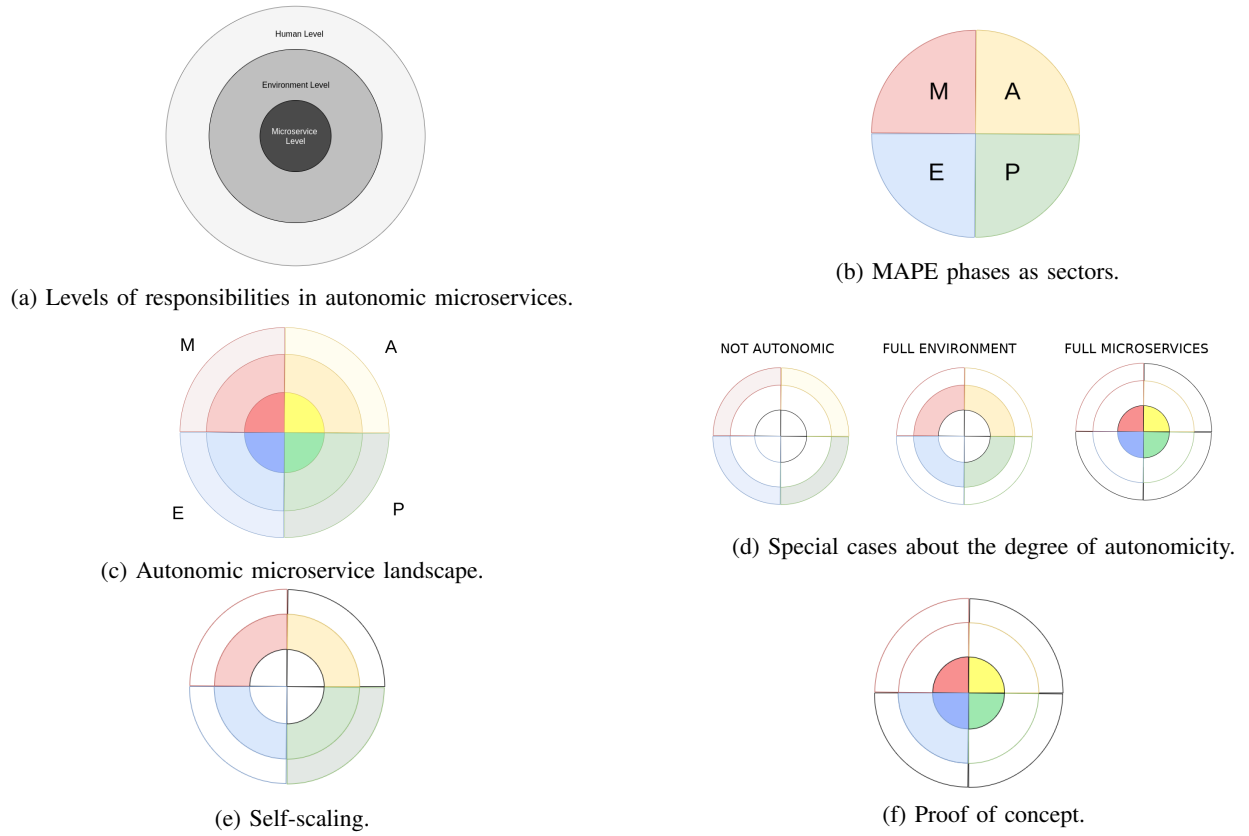 Human Level
Environment Level
Microservice
Level
(a) Levels of responsibilities in autonomic microservices.
M
A
E
P
(b) MAPE phases as sectors.
M
A
E
P
(c) Autonomic microservice landscape.
NOT AUTONOMIC
FULL ENVIRONMENT
FULL MICROSERVICES
(d) Special cases about the degree of autonomicity.
(e) Self-scaling.
(f) Proof of concept.